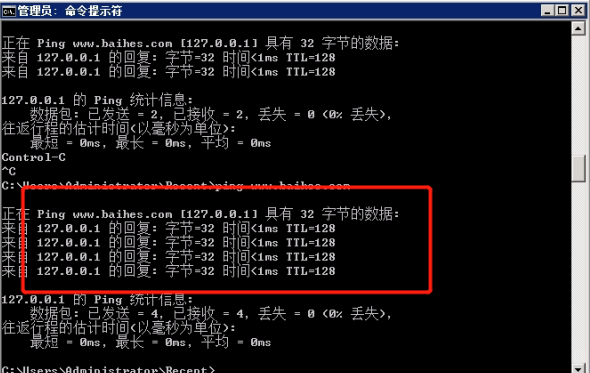 管理员: 命令提示符
正在 Ping www.baihes.com [127.0.0.1] 具有 32 字节的数据:
来自 127.0.0.1 的回复: 字节=32 时间<1ms TTL=128
来自 127.0.0.1 的回复: 字节=32 时间<1ms TTL=128
127.0.0.1 的 Ping 统计信息:
数据包: 已发送 = 2, 已接收 = 2, 丢失 = 0 (0% 丢失),
往返行程的估计时间(以毫秒为单位):
最短 = 0ms, 最长 = 0ms, 平均 = 0ms
Control-C
^C
C:\Users\Administrator\Recent>ping www.baihes.com
正在 Ping www.baihes.com [127.0.0.1] 具有 32 字节的数据:
来自 127.0.0.1 的回复: 字节=32 时间<1ms TTL=128
来自 127.0.0.1 的回复: 字节=32 时间<1ms TTL=128
来自 127.0.0.1 的回复: 字节=32 时间<1ms TTL=128
来自 127.0.0.1 的回复: 字节=32 时间<1ms TTL=128
127.0.0.1 的 Ping 统计信息:
数据包: 已发送 = 4, 已接收 = 4, 丢失 = 0 (0% 丢失),
往返行程的估计时间(以毫秒为单位):
最短 = 0ms, 最长 = 0ms, 平均 = 0ms
C:\Users\Administrator\Recent>